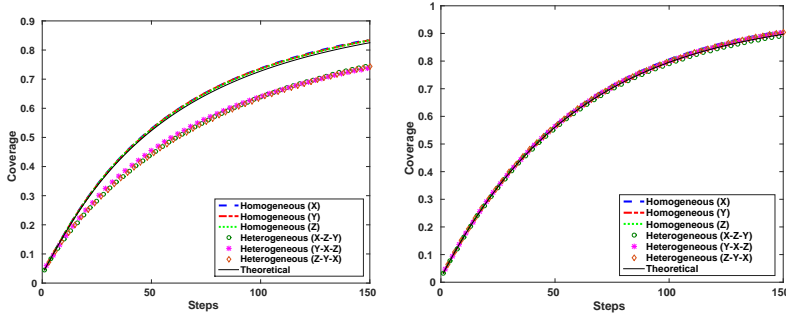 0.9
0.8
0.7
0.6
0.5
0.4
0.3
0.2
0.1
0
Coverage
0
50
100
150
Steps
Homogeneous (X)
Homogeneous (Y)
Homogeneous (Z)
Heterogeneous (X-Z-Y)
Heterogeneous (Y-X-Z)
Heterogeneous (Z-Y-X)
Theoretical
1
0.9
0.8
0.7
0.6
0.5
0.4
0.3
0.2
0.1
0
Coverage
0
50
100
150
Steps
Homogeneous (X)
Homogeneous (Y)
Homogeneous (Z)
Heterogeneous (X-Z-Y)
Heterogeneous (Y-X-Z)
Heterogeneous (Z-Y-X)
Theoretical